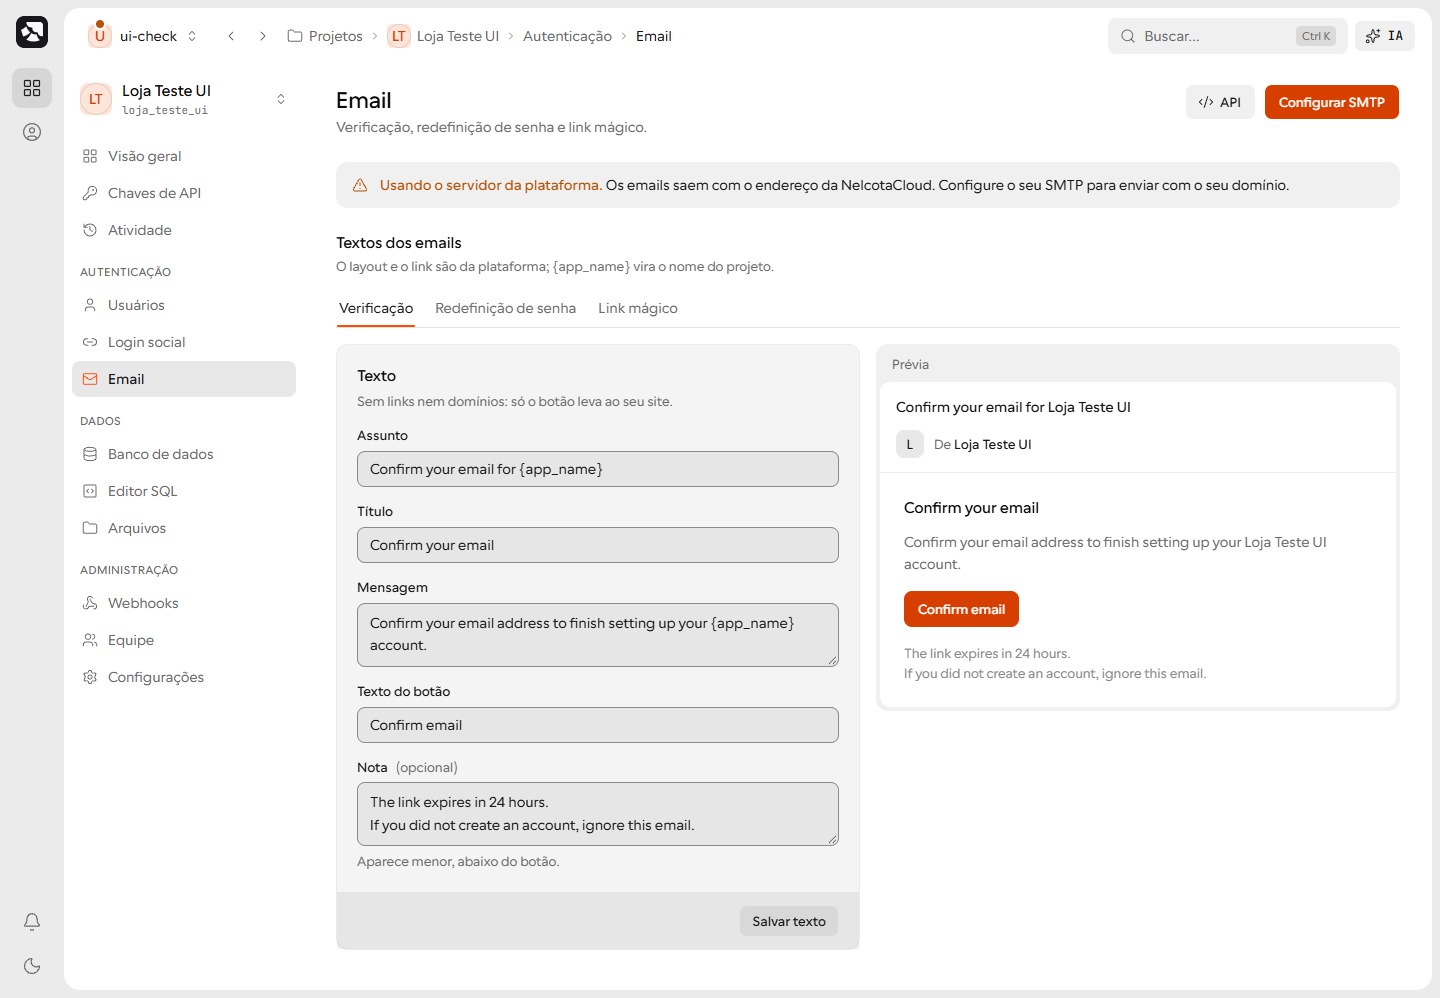 U ui-check
Projetos
LT Loja Teste UI
Autenticação
Email
Buscar...
Ctrl K
IA
LT
Loja Teste UI
loja_teste_ui
Visão geral
Chaves de API
Atividade
AUTENTICAÇÃO
Usuários
Login social
Email
DADOS
Banco de dados
Editor SQL
Arquivos
ADMINISTRAÇÃO
Webhooks
Equipe
Configurações
Email
Verificação, redefinição de senha e link mágico.
API
Configurar SMTP
Usando o servidor da plataforma. Os emails saem com o endereço da NelcotaCloud. Configure o seu SMTP para enviar com o seu domínio.
Textos dos emails
O layout e o link são da plataforma; {app_name} vira o nome do projeto.
Verificação
Redefinição de senha
Link mágico
Texto
Sem links nem domínios: só o botão leva ao seu site.
Assunto
Confirm your email for {app_name}
Título
Confirm your email
Mensagem
Confirm your email address to finish setting up your {app_name}
account.
Texto do botão
Confirm email
Nota (opcional)
The link expires in 24 hours.
If you did not create an account, ignore this email.
Aparece menor, abaixo do botão.
Salvar texto
Prévia
Confirm your email for Loja Teste UI
L
De Loja Teste UI
Confirm your email
Confirm your email address to finish setting up your Loja Teste UI
account.
Confirm email
The link expires in 24 hours.
If you did not create an account, ignore this email.